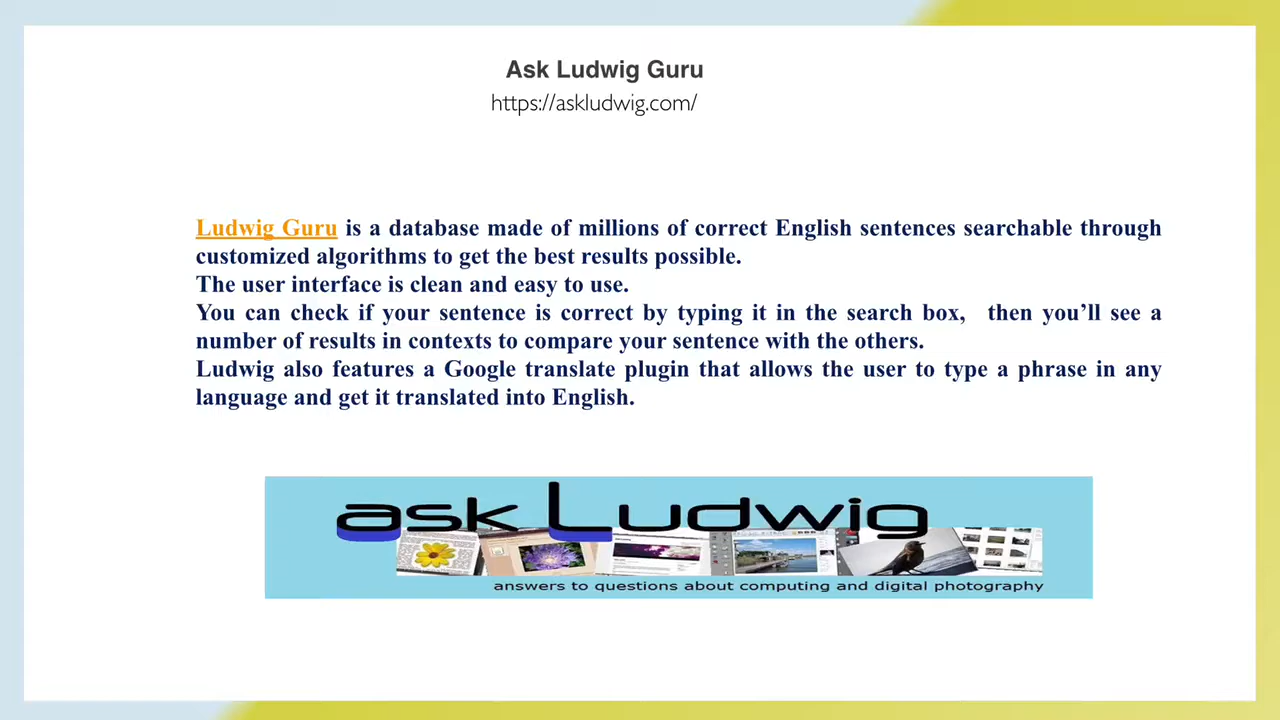 Ask Ludwig Guru
https://askludwig.com/
Ludwig Guru is a database made of millions of correct English sentences searchable through
customized algorithms to get the best results possible.
The user interface is clean and easy to use.
You can check if your sentence is correct by typing it in the search box, then you’ll see a
number of results in contexts to compare your sentence with the others.
Ludwig also features a Google translate plugin that allows the user to type a phrase in any
language and get it translated into English.
ask Ludwig
answers to questions about computing and digital photography